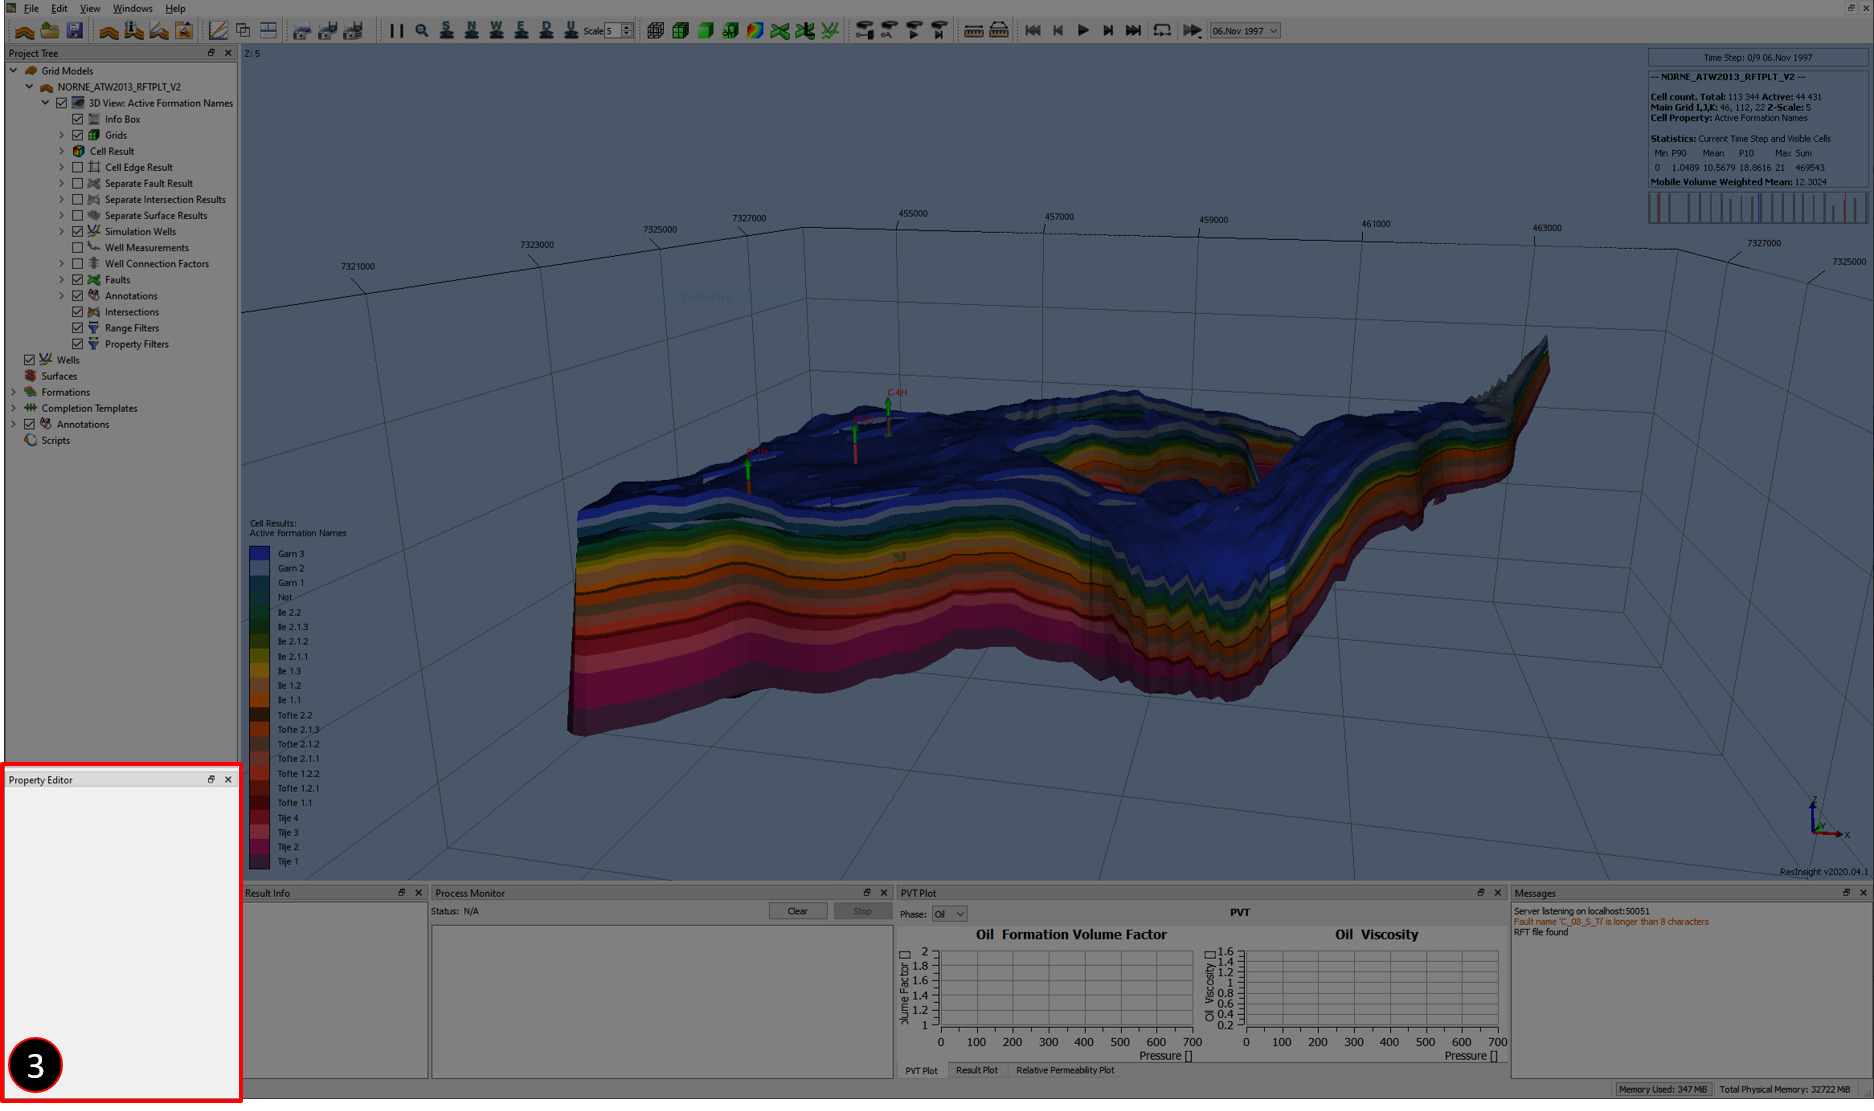 File Edit View Windows Help
Scale 5
06.Nov 1997
Project Tree
Grid Models
NORNE_ATW2013_RFTPLT_V2
3D View: Active Formation Names
Info Box
Grids
Cell Result
Cell Edge Result
Separate Fault Result
Separate Intersection Results
Separate Surface Results
Simulation Wells
Well Measurements
Well Connection Factors
Faults
Annotations
Intersections
Range Filters
Property Filters
Wells
Surfaces
Formations
Completion Templates
Annotations
Scripts
Property Editor
3
Z: 5
Time Step: 0/9 06.Nov 1997
-- NORNE_ATW2013_RFTPLT_V2 --
Cell count. Total: 113 344 Active: 44 431
Main Grid I,J,K: 46, 112, 22 Z-Scale: 5
Cell Property: Active Formation Names
Statistics: Current Time Step and Visible Cells
Min P90 Mean P10 Max Sum
0 1.0489 10.5679 18.8616 21 469543
Mobile Volume Weighted Mean: 12.3024
7321000
7323000
7325000
7327000
455000
457000
459000
461000
463000
7327000
7325000
C-4H
Cell Results:
Active Formation Names
Garn 3
Garn 2
Garn 1
Not
Ile 2.2
Ile 2.1.3
Ile 2.1.2
Ile 2.1.1
Ile 1.3
Ile 1.2
Ile 1.1
Tofte 2.2
Tofte 2.1.3
Tofte 2.1.2
Tofte 2.1.1
Tofte 1.2.2
Tofte 1.2.1
Tofte 1.1
Tilje 4
Tilje 3
Tilje 2
Tilje 1
Z
Y
X
ResInsight v2020.04.1
Result Info
Process Monitor
Status: N/A
Clear
Stop
PVT Plot
Phase: Oil
PVT
Oil Formation Volume Factor
2
1.8
1.6
1.4
1.2
1
0 100 200 300 400 500 600 700
Pressure []
Oil Viscosity
Oil Viscosity
1.6
1.4
1.2
1
0.8
0.6
0.4
0.2
0 100 200 300 400 500 600 700
Pressure []
PVT Plot Result Plot Relative Permeability Plot
Messages
Server listening on localhost:50051
Fault name 'C_08_S_Ti' is longer than 8 characters
RFT file found
Memory Used: 347 MiB Total Physical Memory: 32722 MiB